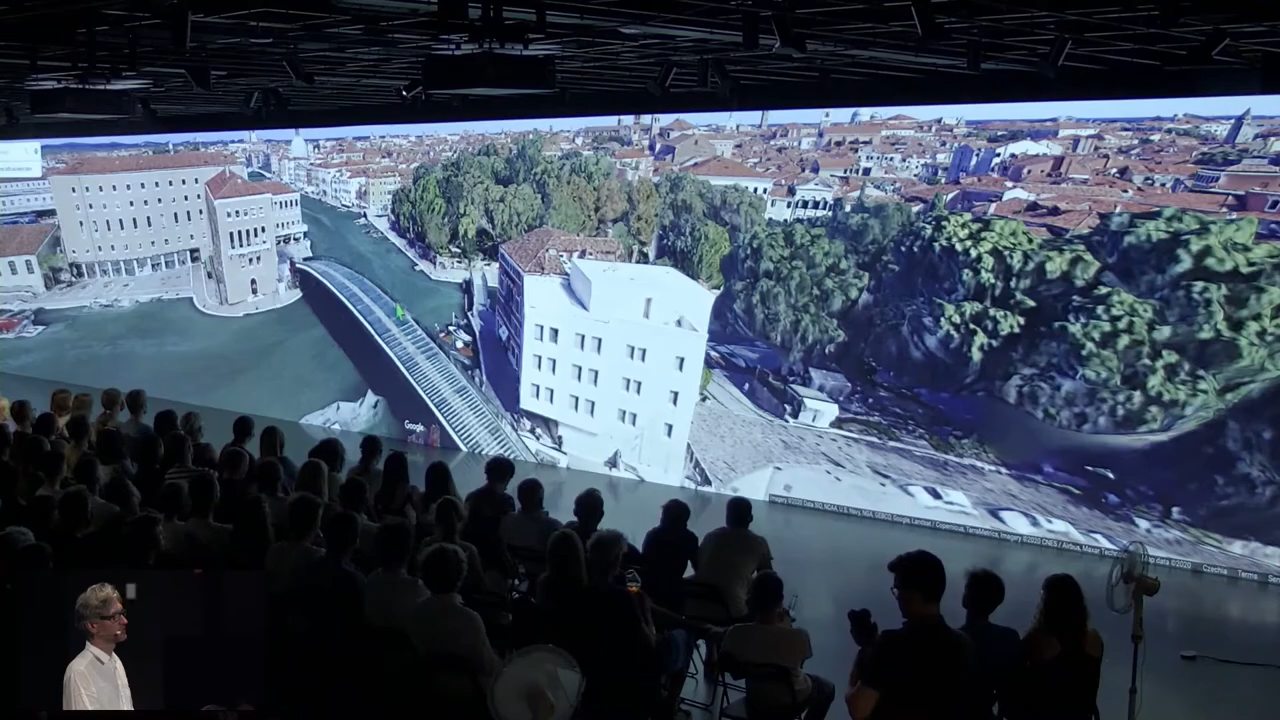 Google
Imagery ©2020 Data SIO, NOAA, U.S. Navy, NGA, GEBCO, Google, Landsat / Copernicus, TerraMetrics, Imagery ©2020 CNES / Airbus, Maxar Map data ©2020 Czechia Terms